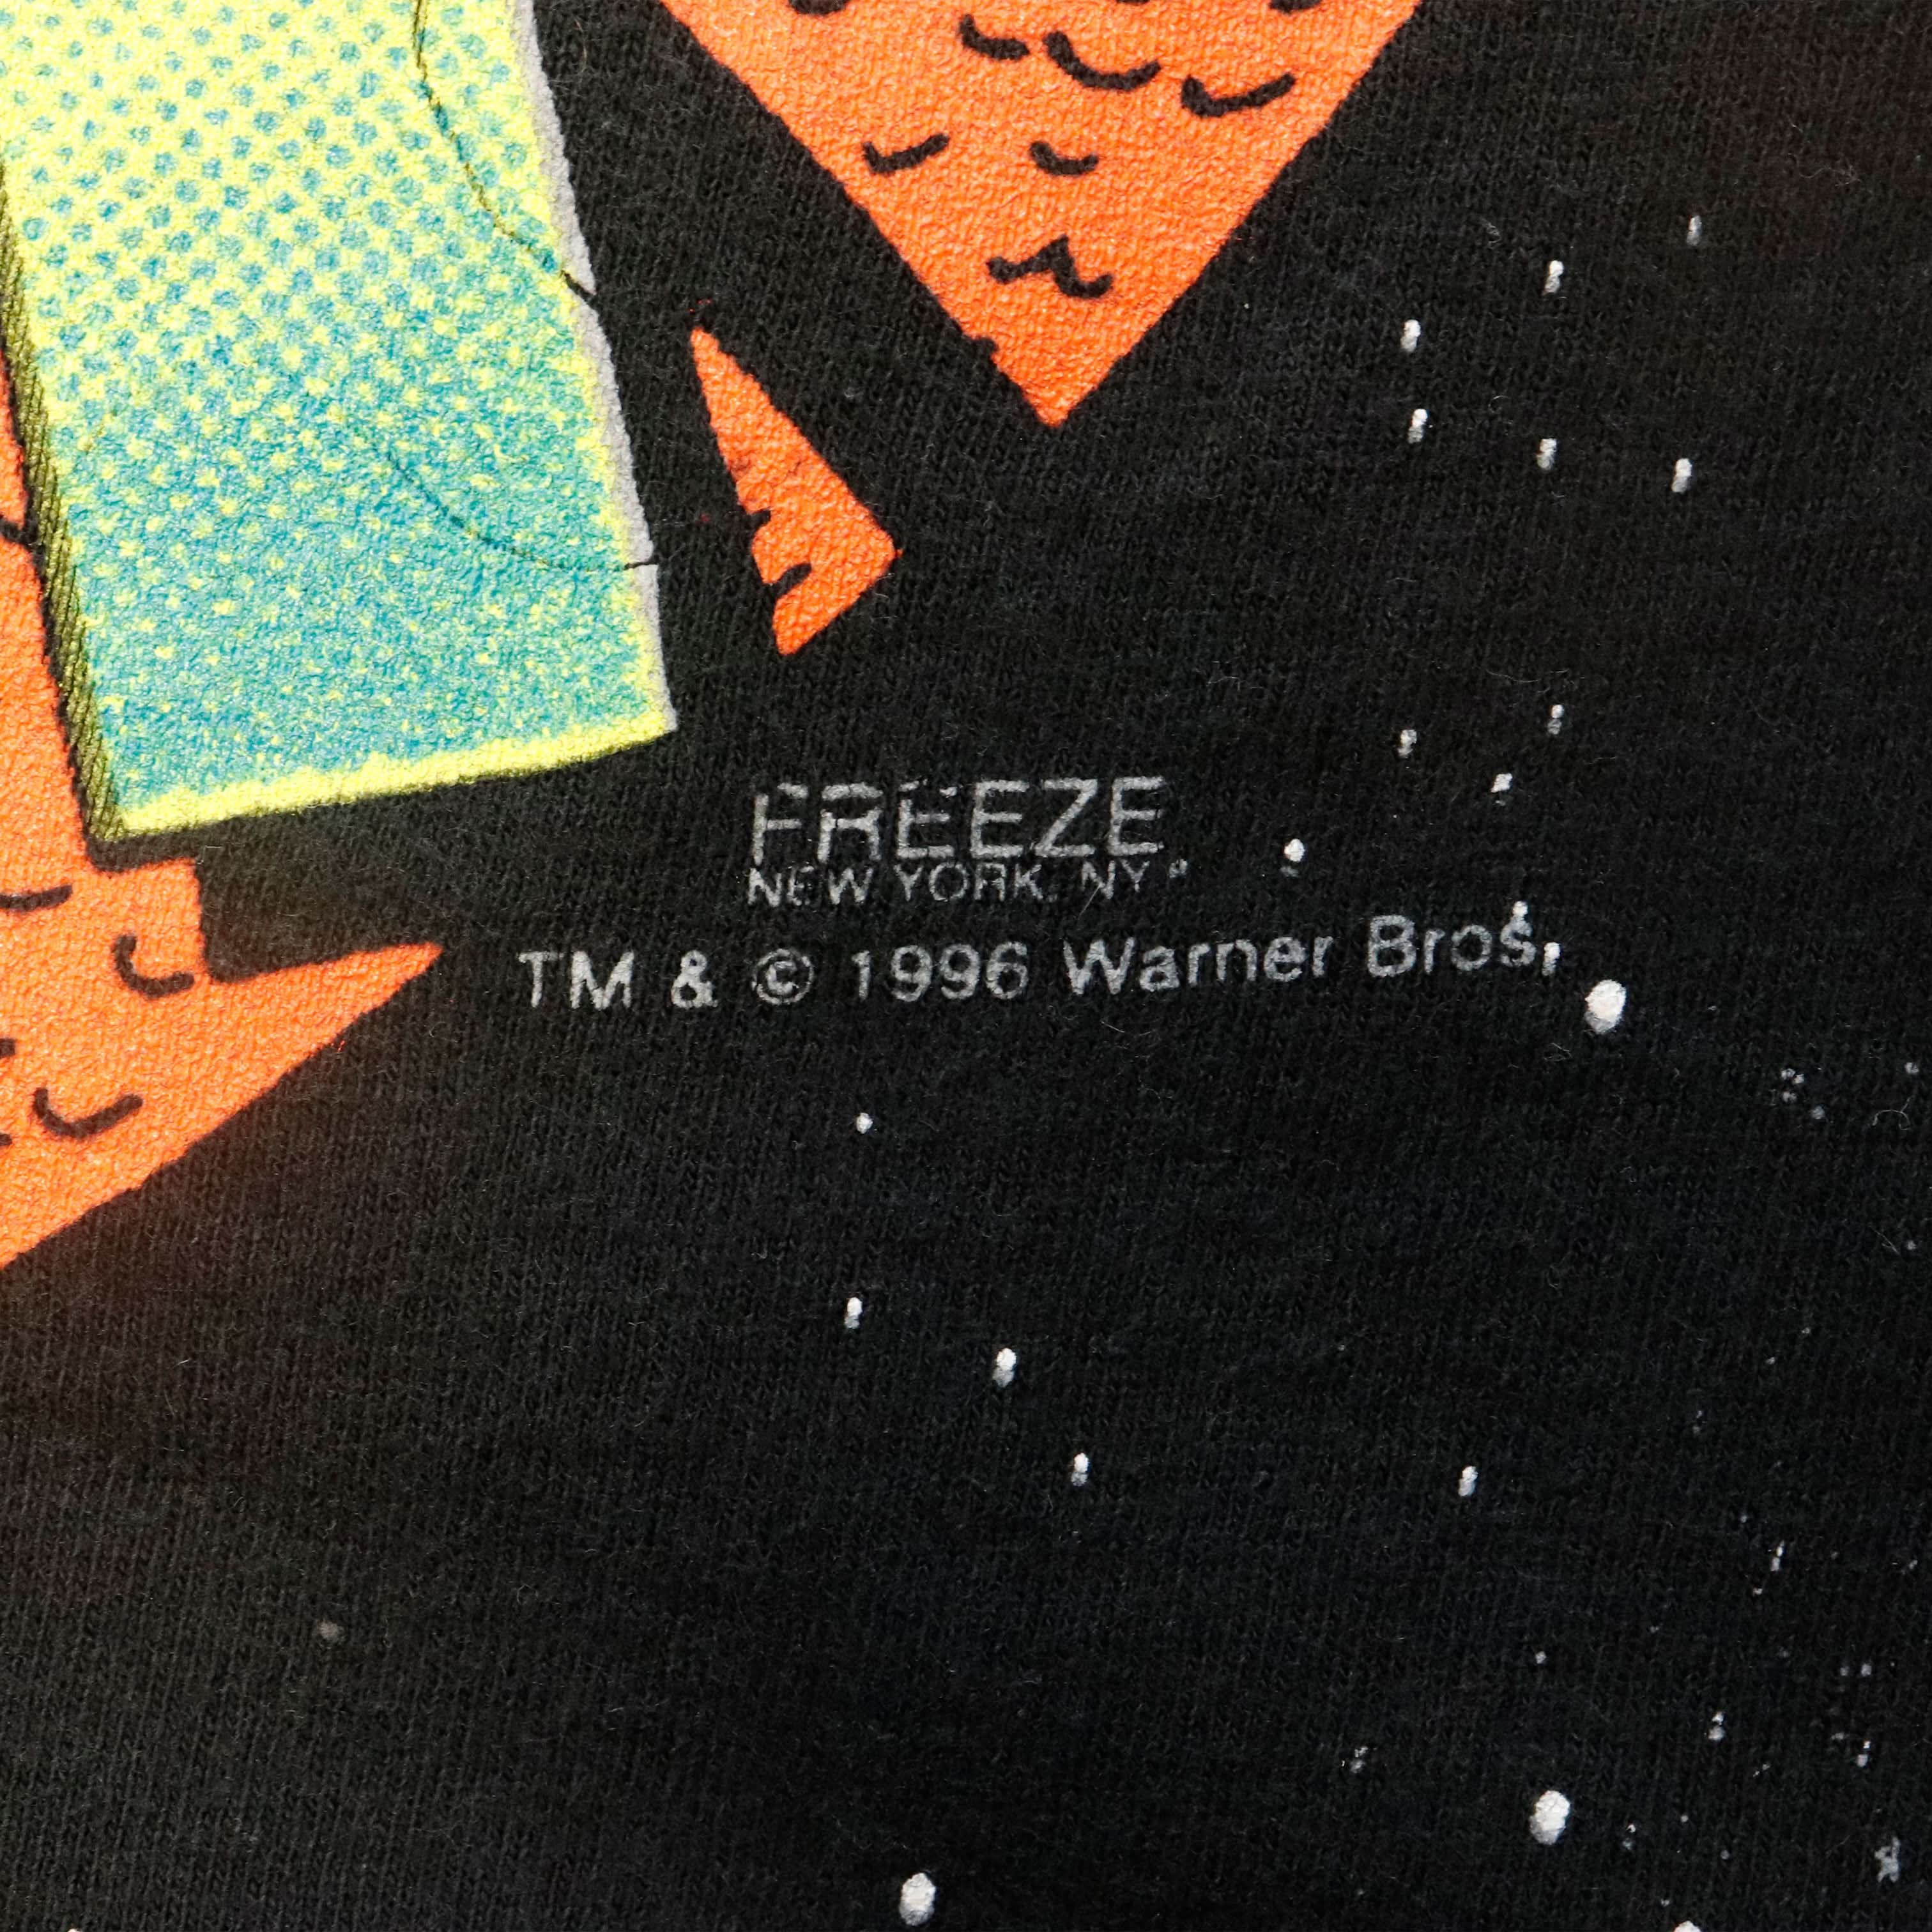 FREEZE
NEW YORK, NY
TM & © 1996 Warner Bros.